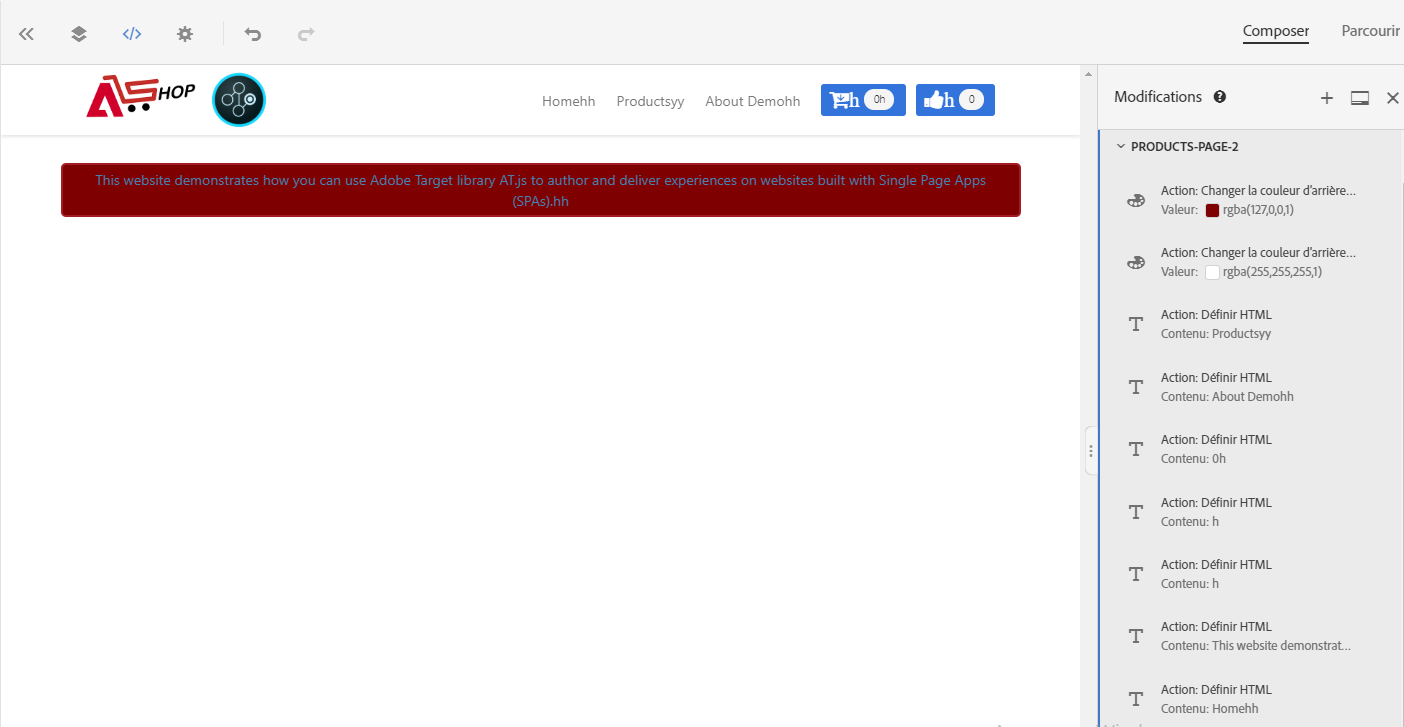 Composer
Parcourir
A SHOP
Homehh
Productsyy
About Demohh
h 0h
h 0
This website demonstrates how you can use Adobe Target library AT.js to author and deliver experiences on websites built with Single Page Apps
(SPAs).hh
Modifications
PRODUCTS-PAGE-2
Action: Changer la couleur d'arrière...
Valeur: rgba(127,0,0,1)
Action: Changer la couleur d'arrière...
Valeur: rgba(255,255,255,1)
Action: Définir HTML
Contenu: Productsyy
Action: Définir HTML
Contenu: About Demohh
Action: Définir HTML
Contenu: 0h
Action: Définir HTML
Contenu: h
Action: Définir HTML
Contenu: h
Action: Définir HTML
Contenu: This website demonstrat...
Action: Définir HTML
Contenu: Homehh